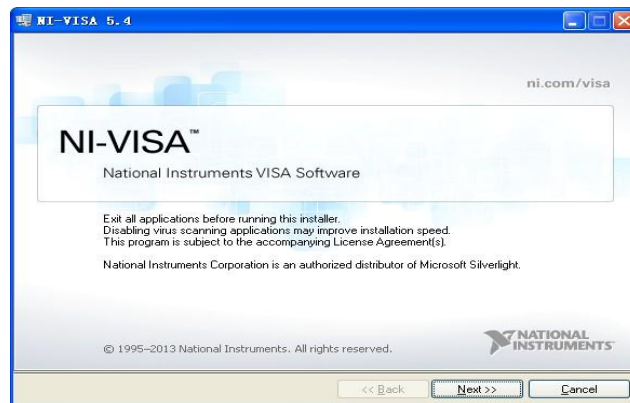 NI-VISA 5.4
ni.com/visa
NI-VISA™
National Instruments VISA Software
Exit all applications before running this installer.
Disabling virus scanning applications may improve installation speed.
This program is subject to the accompanying License Agreement(s).
National Instruments Corporation is an authorized distributor of Microsoft Silverlight.
© 1995–2013 National Instruments. All rights reserved.
NATIONAL
INSTRUMENTS™
<< Back
Next >>
Cancel